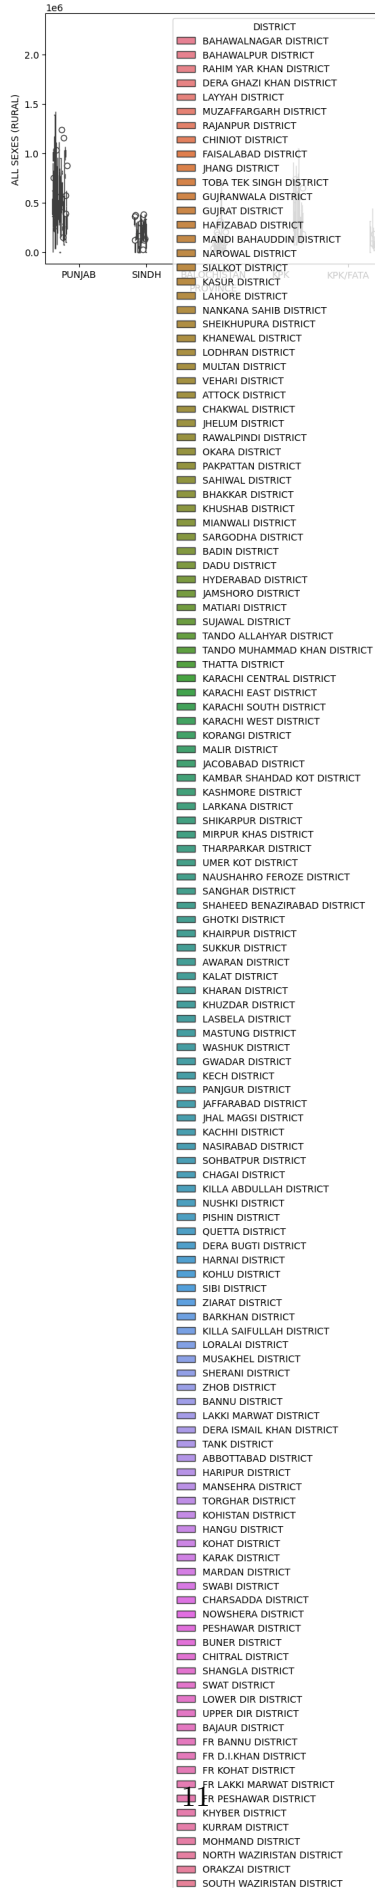 1e6
2.0
1.5
1.0
0.5
0.0
ALL SEXES (RURAL)
PUNJAB
SINDH
BALOCHISTAN
PROVINCE
KPK
KPK/FATA
DISTRICT
BAHAWALNAGAR DISTRICT
BAHAWALPUR DISTRICT
RAHIM YAR KHAN DISTRICT
DERA GHAZI KHAN DISTRICT
LAYYAH DISTRICT
MUZAFFARGARH DISTRICT
RAJANPUR DISTRICT
CHINIOT DISTRICT
FAISALABAD DISTRICT
JHANG DISTRICT
TOBA TEK SINGH DISTRICT
GUJRANWALA DISTRICT
GUJRAT DISTRICT
HAFIZABAD DISTRICT
MANDI BAHAUDDIN DISTRICT
NAROWAL DISTRICT
SIALKOT DISTRICT
KASUR DISTRICT
LAHORE DISTRICT
NANKANA SAHIB DISTRICT
SHEIKHUPURA DISTRICT
KHANEWAL DISTRICT
LODHRAN DISTRICT
MULTAN DISTRICT
VEHARI DISTRICT
ATTOCK DISTRICT
CHAKWAL DISTRICT
JHELUM DISTRICT
RAWALPINDI DISTRICT
OKARA DISTRICT
PAKPATTAN DISTRICT
SAHIWAL DISTRICT
BHAKKAR DISTRICT
KHUSHAB DISTRICT
MIANWALI DISTRICT
SARGODHA DISTRICT
BADIN DISTRICT
DADU DISTRICT
HYDERABAD DISTRICT
JAMSHORO DISTRICT
MATIARI DISTRICT
SUJAWAL DISTRICT
TANDO ALLAHYAR DISTRICT
TANDO MUHAMMAD KHAN DISTRICT
THATTA DISTRICT
KARACHI CENTRAL DISTRICT
KARACHI EAST DISTRICT
KARACHI SOUTH DISTRICT
KARACHI WEST DISTRICT
KORANGI DISTRICT
MALIR DISTRICT
JACOBABAD DISTRICT
KAMBAR SHAHDAD KOT DISTRICT
KASHMORE DISTRICT
LARKANA DISTRICT
SHIKARPUR DISTRICT
MIRPUR KHAS DISTRICT
THARPARKAR DISTRICT
UMER KOT DISTRICT
NAUSHAHRO FEROZE DISTRICT
SANGHAR DISTRICT
SHAHEED BENAZIRABAD DISTRICT
GHOTKI DISTRICT
KHAIRPUR DISTRICT
SUKKUR DISTRICT
AWARAN DISTRICT
KALAT DISTRICT
KHARAN DISTRICT
KHUZDAR DISTRICT
LASBELA DISTRICT
MASTUNG DISTRICT
WASHUK DISTRICT
GWADAR DISTRICT
KECH DISTRICT
PANJGUR DISTRICT
JAFFARABAD DISTRICT
JHAL MAGSI DISTRICT
KACHHI DISTRICT
NASIRABAD DISTRICT
SOHBATPUR DISTRICT
CHAGAI DISTRICT
KILLA ABDULLAH DISTRICT
NUSHKI DISTRICT
PISHIN DISTRICT
QUETTA DISTRICT
DERA BUGTI DISTRICT
HARNAI DISTRICT
KOHLU DISTRICT
SIBI DISTRICT
ZIARAT DISTRICT
BARKHAN DISTRICT
KILLA SAIFULLAH DISTRICT
LORALAI DISTRICT
MUSAKHEL DISTRICT
SHERANI DISTRICT
ZHOB DISTRICT
BANNU DISTRICT
LAKKI MARWAT DISTRICT
DERA ISMAIL KHAN DISTRICT
TANK DISTRICT
ABBOTTABAD DISTRICT
HARIPUR DISTRICT
MANSEHRA DISTRICT
TORGHAR DISTRICT
KOHISTAN DISTRICT
HANGU DISTRICT
KOHAT DISTRICT
KARAK DISTRICT
MARDAN DISTRICT
SWABI DISTRICT
CHARSADDA DISTRICT
NOWSHERA DISTRICT
PESHAWAR DISTRICT
BUNER DISTRICT
CHITRAL DISTRICT
SHANGLA DISTRICT
SWAT DISTRICT
LOWER DIR DISTRICT
UPPER DIR DISTRICT
BAJAUR DISTRICT
FR BANNU DISTRICT
FR D.I.KHAN DISTRICT
FR KOHAT DISTRICT
FR LAKKI MARWAT DISTRICT
11
FR PESHAWAR DISTRICT
KHYBER DISTRICT
KURRAM DISTRICT
MOHMAND DISTRICT
NORTH WAZIRISTAN DISTRICT
ORAKZAI DISTRICT
SOUTH WAZIRISTAN DISTRICT